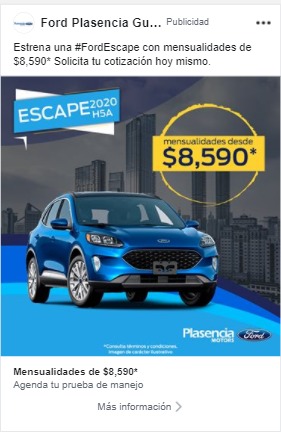 Ford Plasencia Gu... Publicidad
Estrena una #FordEscape con mensualidades de
$8,590* Solicita tu cotización hoy mismo.
ESCAPE 2020
H5A
mensualidades desde
$8,590*
Plasencia
MOTORS
Ford
*Consulta términos y condiciones.
Imagen de carácter ilustrativo
Mensualidades de $8,590*
Agenda tu prueba de manejo
Más información